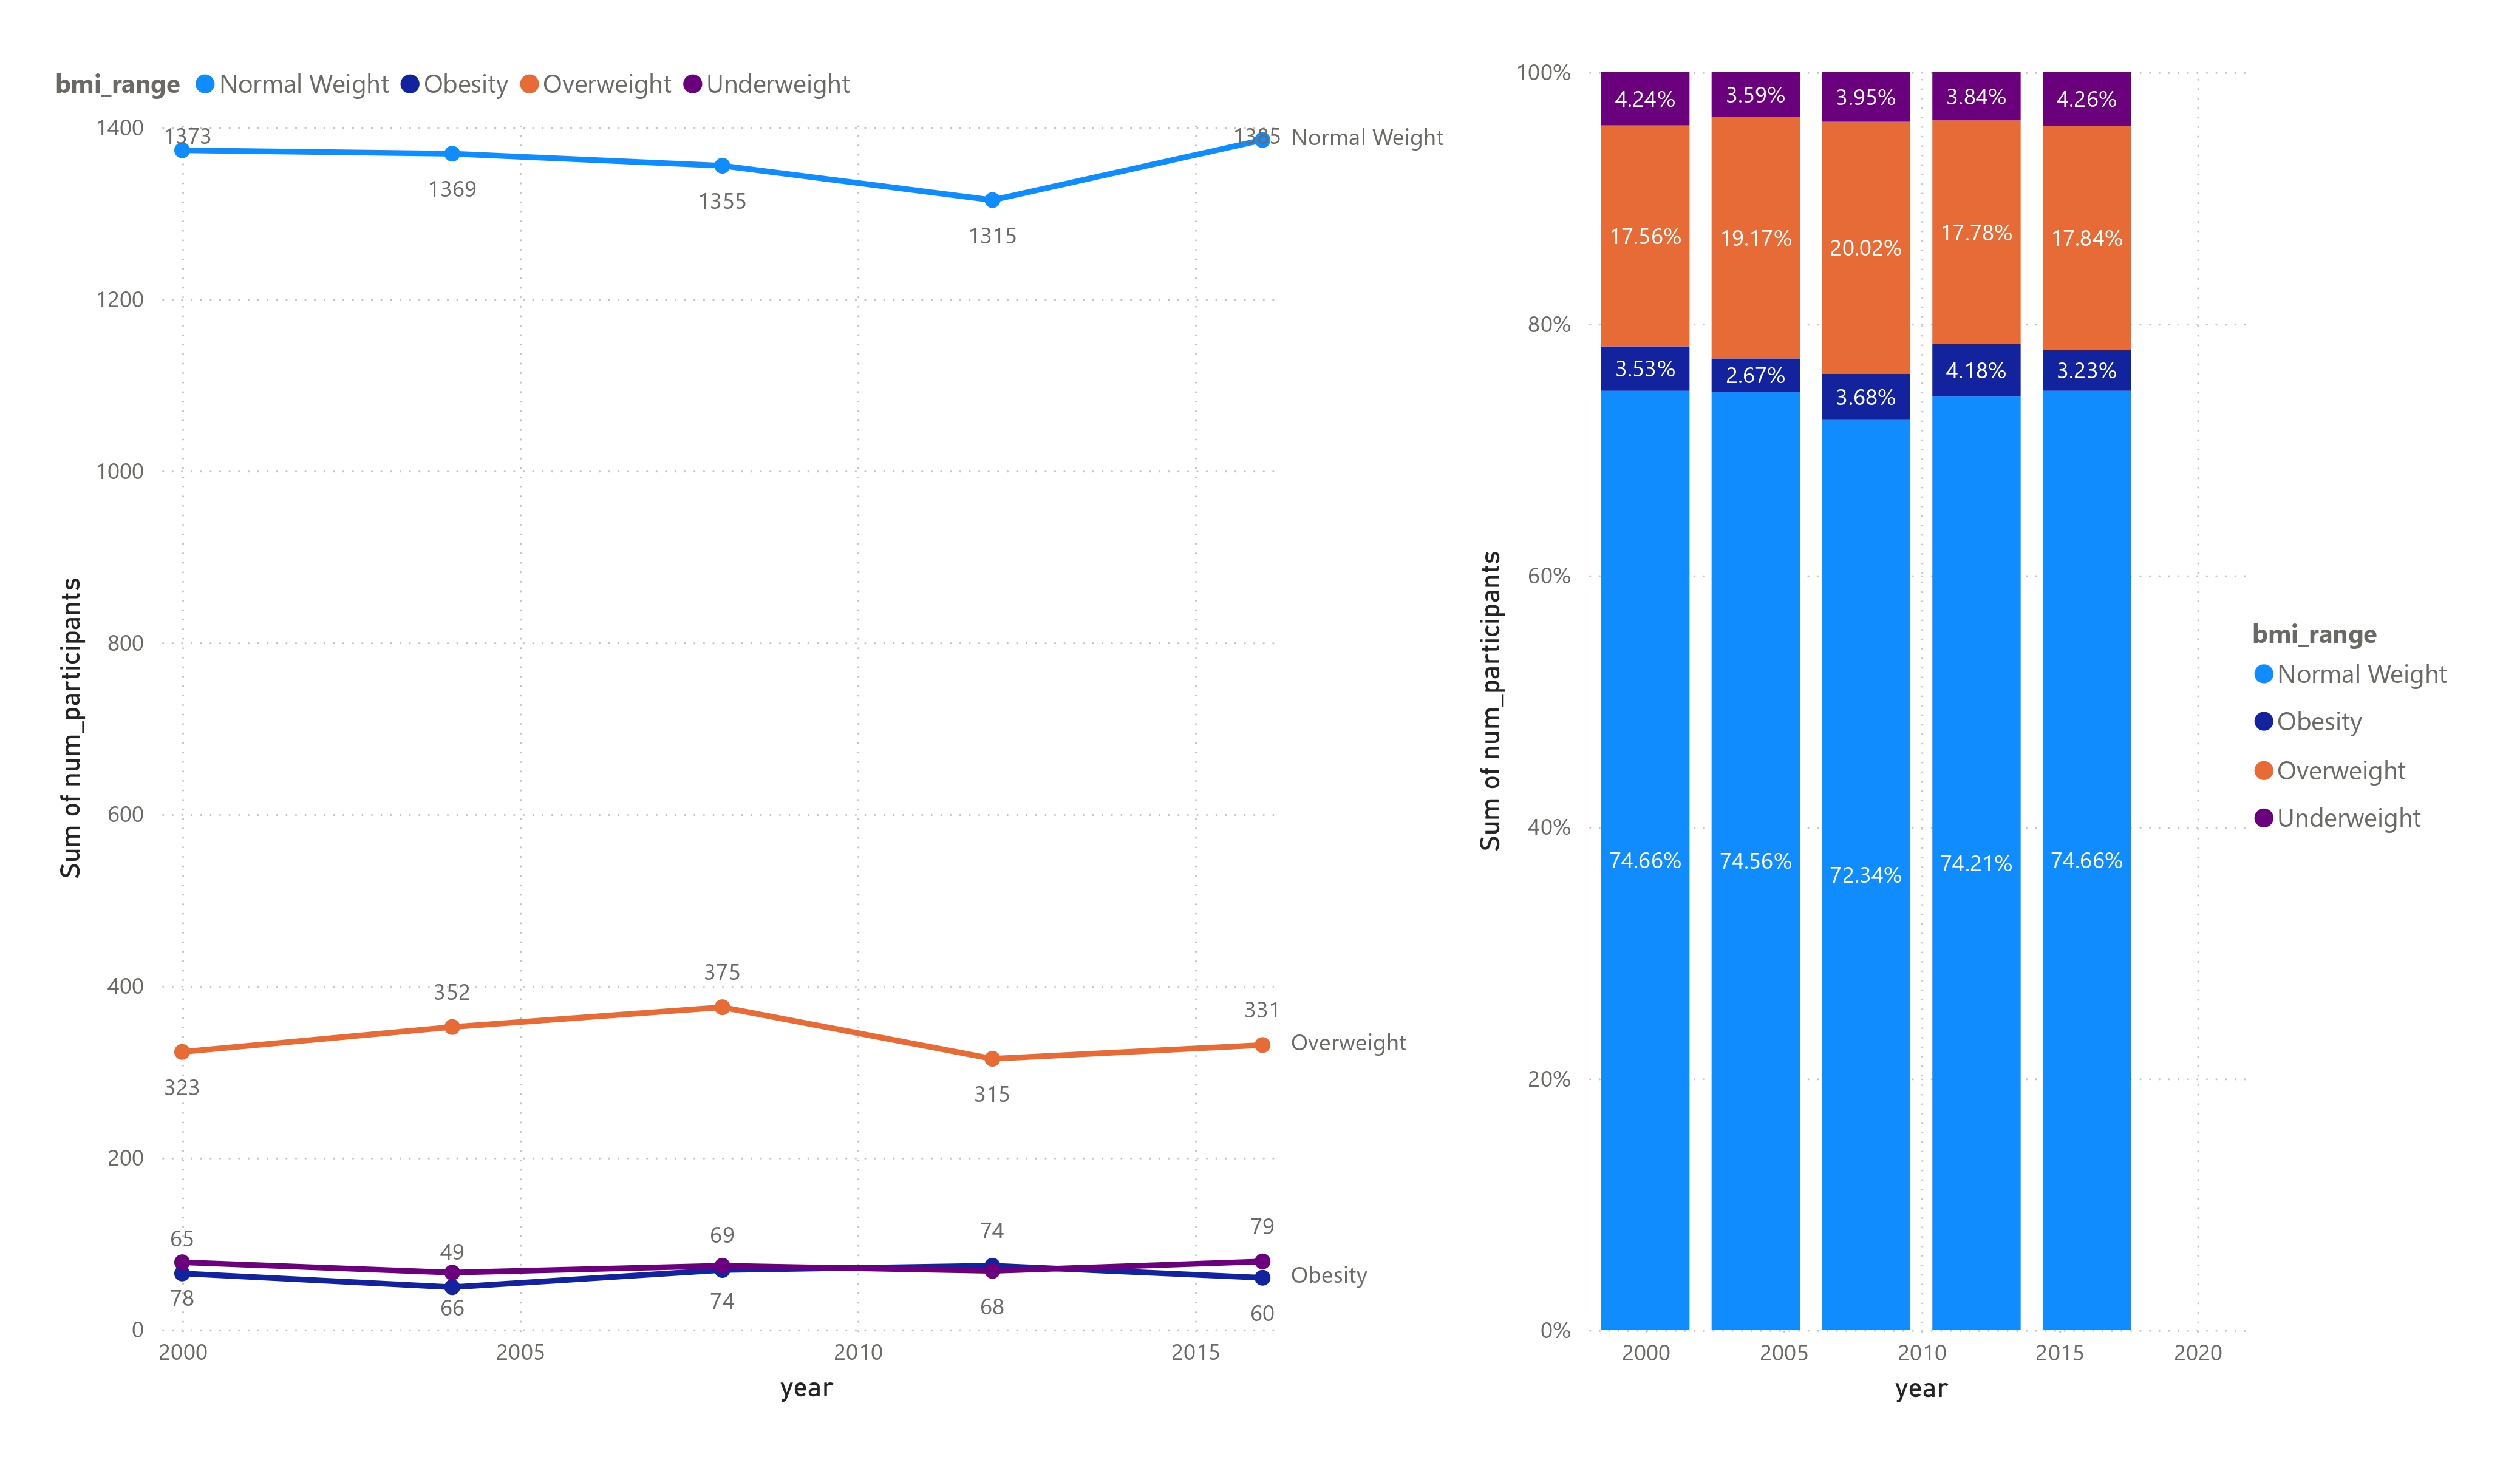 bmi_range Normal Weight Obesity Overweight Underweight
1400
1200
1000
800
600
400
200
0
Sum of num_participants
1373
1369
1355
1315
1385
Normal Weight
323
352
375
315
331
Overweight
65
49
69
74
79
78
66
74
68
60
Obesity
2000 2005 2010 2015
year
100%
80%
60%
40%
20%
0%
Sum of num_participants
4.24% 3.59% 3.95% 3.84% 4.26%
17.56% 19.17% 20.02% 17.78% 17.84%
3.53% 2.67% 3.68% 4.18% 3.23%
74.66% 74.56% 72.34% 74.21% 74.66%
2000 2005 2010 2015 2020
year
bmi_range
Normal Weight
Obesity
Overweight
Underweight